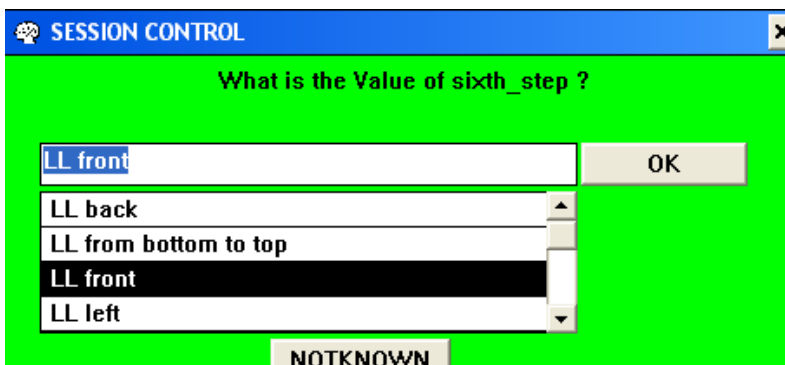 SESSION CONTROL
What is the Value of sixth_step ?
LL front
OK
LL back
LL from bottom to top
LL front
LL left
NOTKNOWN